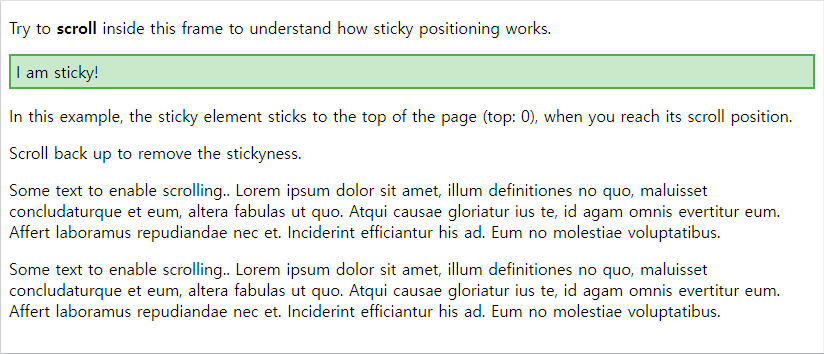 Try to scroll inside this frame to understand how sticky positioning works.
I am sticky!
In this example, the sticky element sticks to the top of the page (top: 0), when you reach its scroll position.
Scroll back up to remove the stickyness.
Some text to enable scrolling.. Lorem ipsum dolor sit amet, illum definitiones no quo, maluisset
concludaturque et eum, altera fabulas ut quo. Atqui causae gloriatur ius te, id agam omnis evertitur eum.
Affert laboramus repudiandae nec et. Inciderint efficiantur his ad. Eum no molestiae voluptatibus.
Some text to enable scrolling.. Lorem ipsum dolor sit amet, illum definitiones no quo, maluisset
concludaturque et eum, altera fabulas ut quo. Atqui causae gloriatur ius te, id agam omnis evertitur eum.
Affert laboramus repudiandae nec et. Inciderint efficiantur his ad. Eum no molestiae voluptatibus.